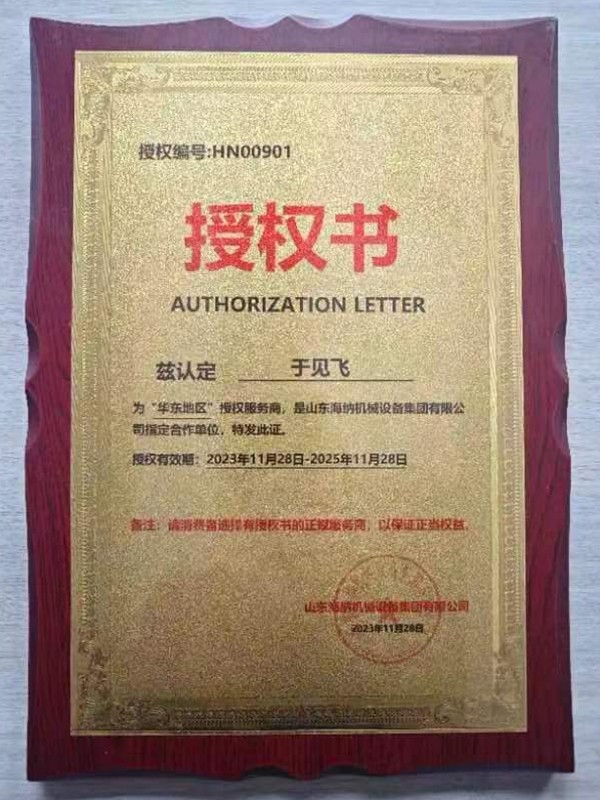 授权编号:HN00901
授权书
AUTHORIZATION LETTER
兹认定 于见飞
为“华东地区”授权服务商，是山东海纳机械设备集团有限公
司指定合作单位，特发此证。
授权有效期：2023年11月28日-2025年11月28日
备注：请消费者选择有授权书的正规服务商，以保证正当权益。
山东海纳机械设备集团有限公司
2023年11月28日